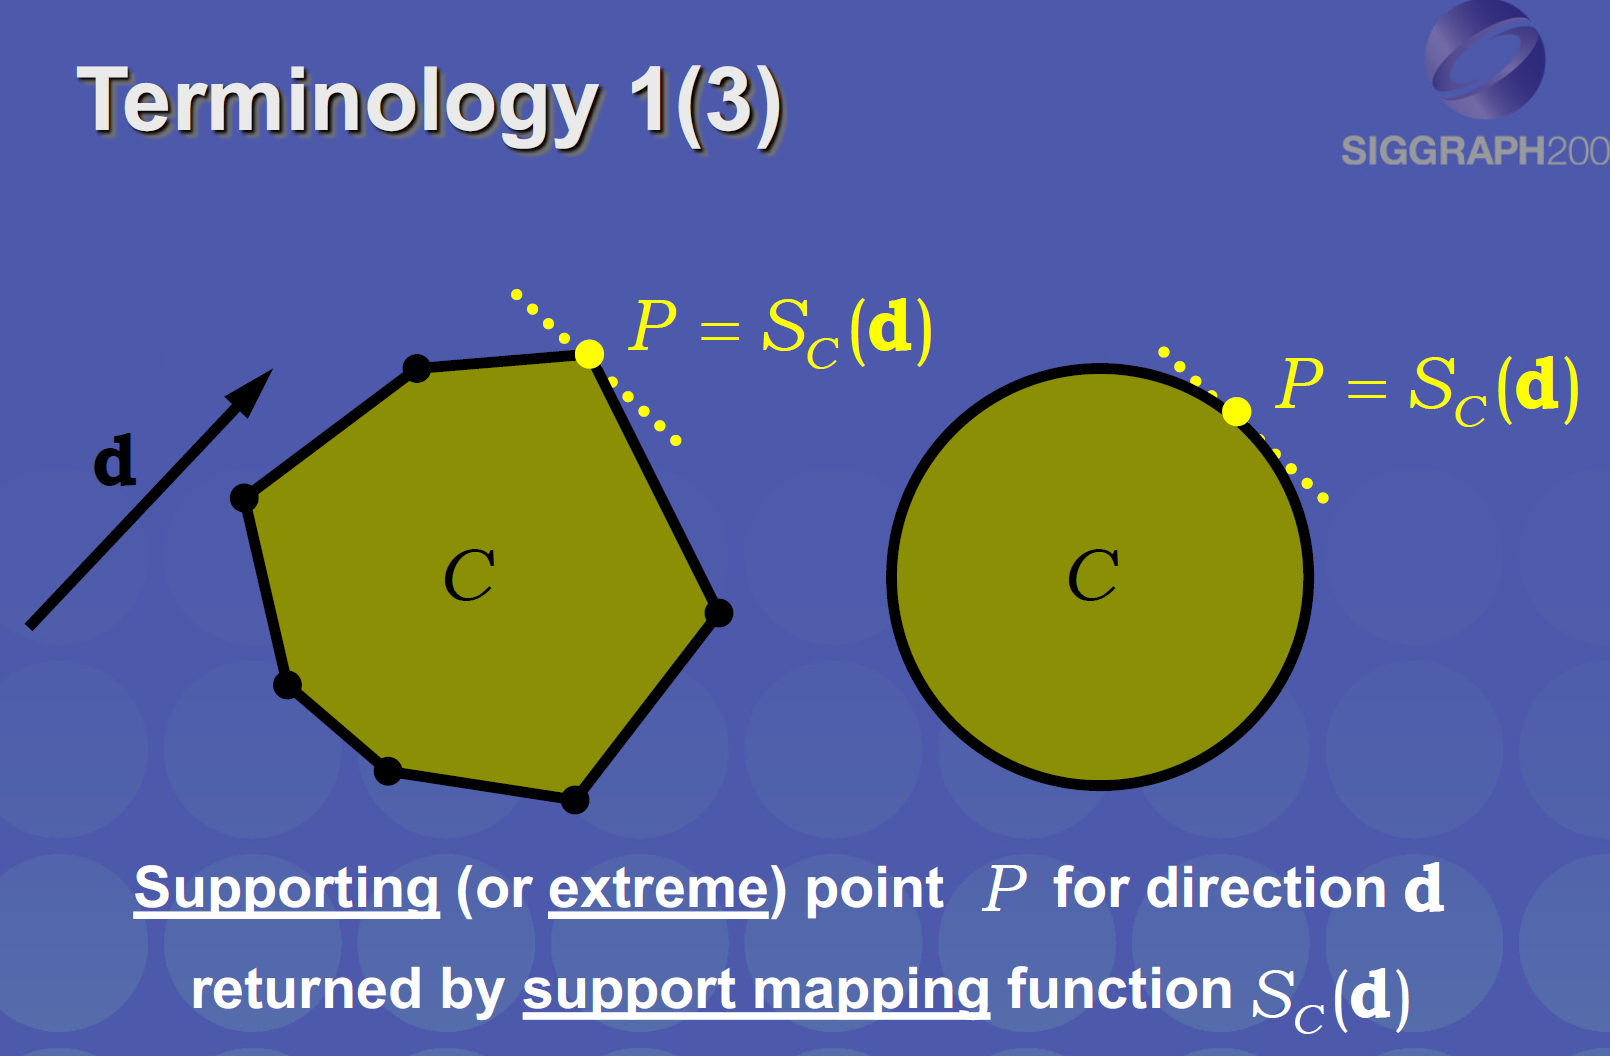 Terminology 1(3)
SIGGRAPH200
P = S_C(d)
P = S_C(d)
d
C
C
Supporting (or extreme) point P for direction d
returned by support mapping function S_C(d)